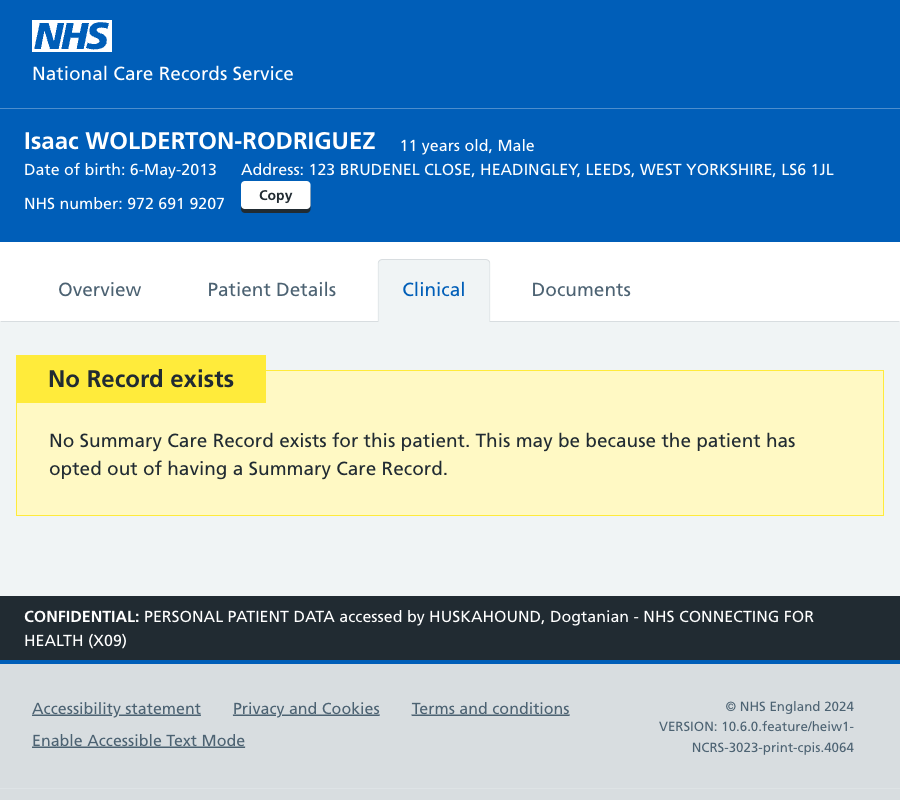 NHS
National Care Records Service
Isaac WOLDERTON-RODRIGUEZ 11 years old, Male
Date of birth: 6-May-2013 Address: 123 BRUDENEL CLOSE, HEADINGLEY, LEEDS, WEST YORKSHIRE, LS6 1JL
NHS number: 972 691 9207 Copy
Overview Patient Details Clinical Documents
No Record exists
No Summary Care Record exists for this patient. This may be because the patient has
opted out of having a Summary Care Record.
CONFIDENTIAL: PERSONAL PATIENT DATA accessed by HUSKAHOUND, Dogtanian - NHS CONNECTING FOR
HEALTH (X09)
Accessibility statement Privacy and Cookies Terms and conditions
Enable Accessible Text Mode
© NHS England 2024
VERSION: 10.6.0.feature/heiw1-
NCRS-3023-print-cpis.4064